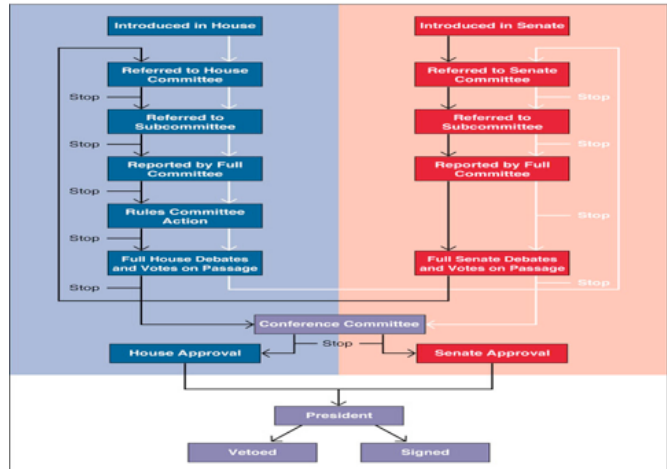 Introduced in House
Introduced in Senate
Referred to House
Committee
Referred to Senate
Committee
Stop
Stop
Referred to
Subcommittee
Referred to
Subcommittee
Stop
Stop
Reported by Full
Committee
Reported by Full
Committee
Stop
Rules Committee
Action
Stop
Stop
Full House Debates
and Votes on Passage
Full Senate Debates
and Votes on Passage
Stop
Stop
Conference Committee
Stop
House Approval
Senate Approval
President
Vetoed
Signed